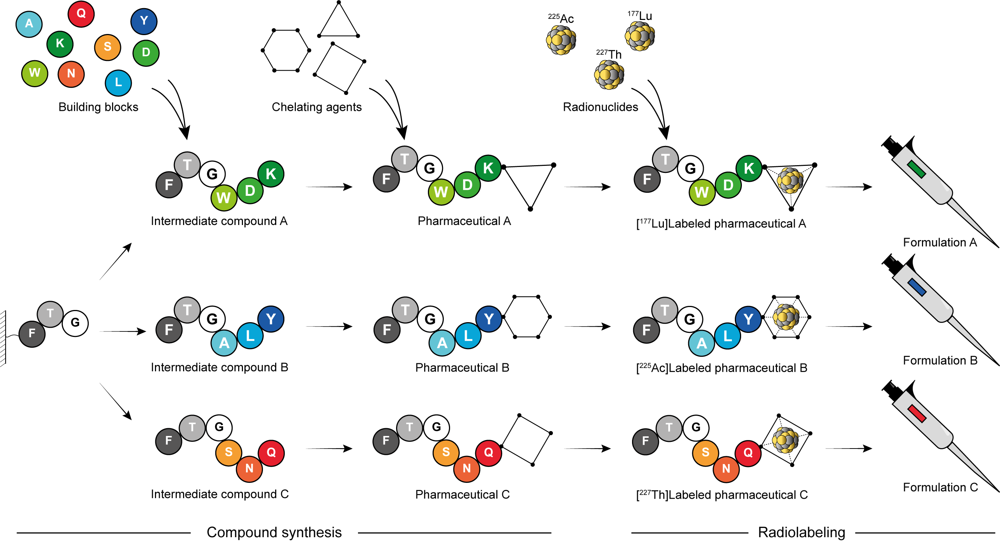 A
Q
Y
K
S
D
W
N
L
Building blocks
Chelating agents
²²⁵Ac
¹⁷⁷Lu
²²⁷Th
Radionuclides
F T G W D K
Intermediate compound A
F T G W D K
Pharmaceutical A
F T G W D K
[¹⁷⁷Lu]Labeled pharmaceutical A
Formulation A
F T G
F T G A L Y
Intermediate compound B
F T G A L Y
Pharmaceutical B
F T G A L Y
[²²⁵Ac]Labeled pharmaceutical B
Formulation B
F T G S N Q
Intermediate compound C
F T G S N Q
Pharmaceutical C
F T G S N Q
[²²⁷Th]Labeled pharmaceutical C
Formulation C
Compound synthesis
Radiolabeling